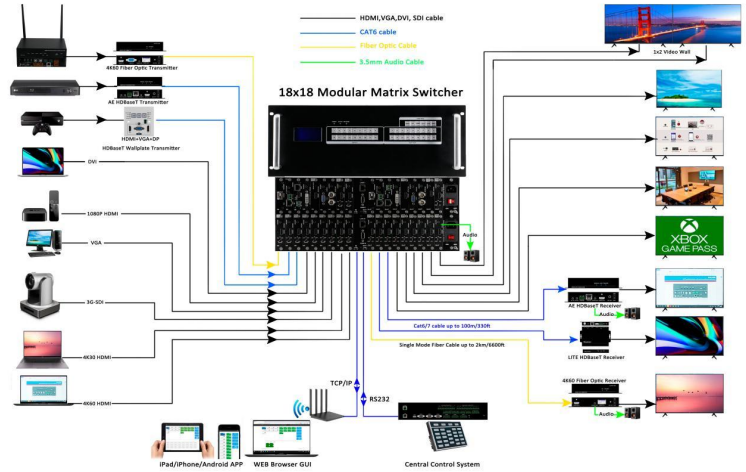 HDMI,VGA,DVI, SDI cable
CAT6 cable
Fiber Optic Cable
3.5mm Audio Cable
1x2 Video Wall
4K60 Fiber Optic Transmitter
18x18 Modular Matrix Switcher
AE HDBaseT Transmitter
HDMI+VGA+DP
HDBaseT Wallplate Transmitter
DVI
1080P HDMI
VGA
Audio
XBOX
GAME PASS
3G-SDI
AE HDBaseT Receiver
Audio
Cat6/7 cable up to 100m/330ft
4K30 HDMI
Single Mode Fiber Cable up to 2km/6600ft
LITE HDBaseT Receiver
4K60 HDMI
TCP/IP
RS232
4K60 Fiber Optic Receiver
Audio
iPad/iPhone/Android APP
WEB Browser GUI
Central Control System